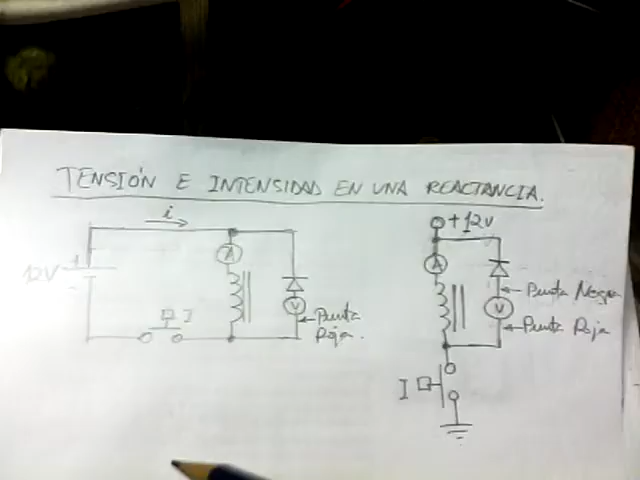 TENSIÓN E INTENSIDAD EN UNA REACTANCIA.
i
+
12V
-
A
V
I
Punta
Roja.
+12V
A
V
Punta Negra
Punta Roja
I